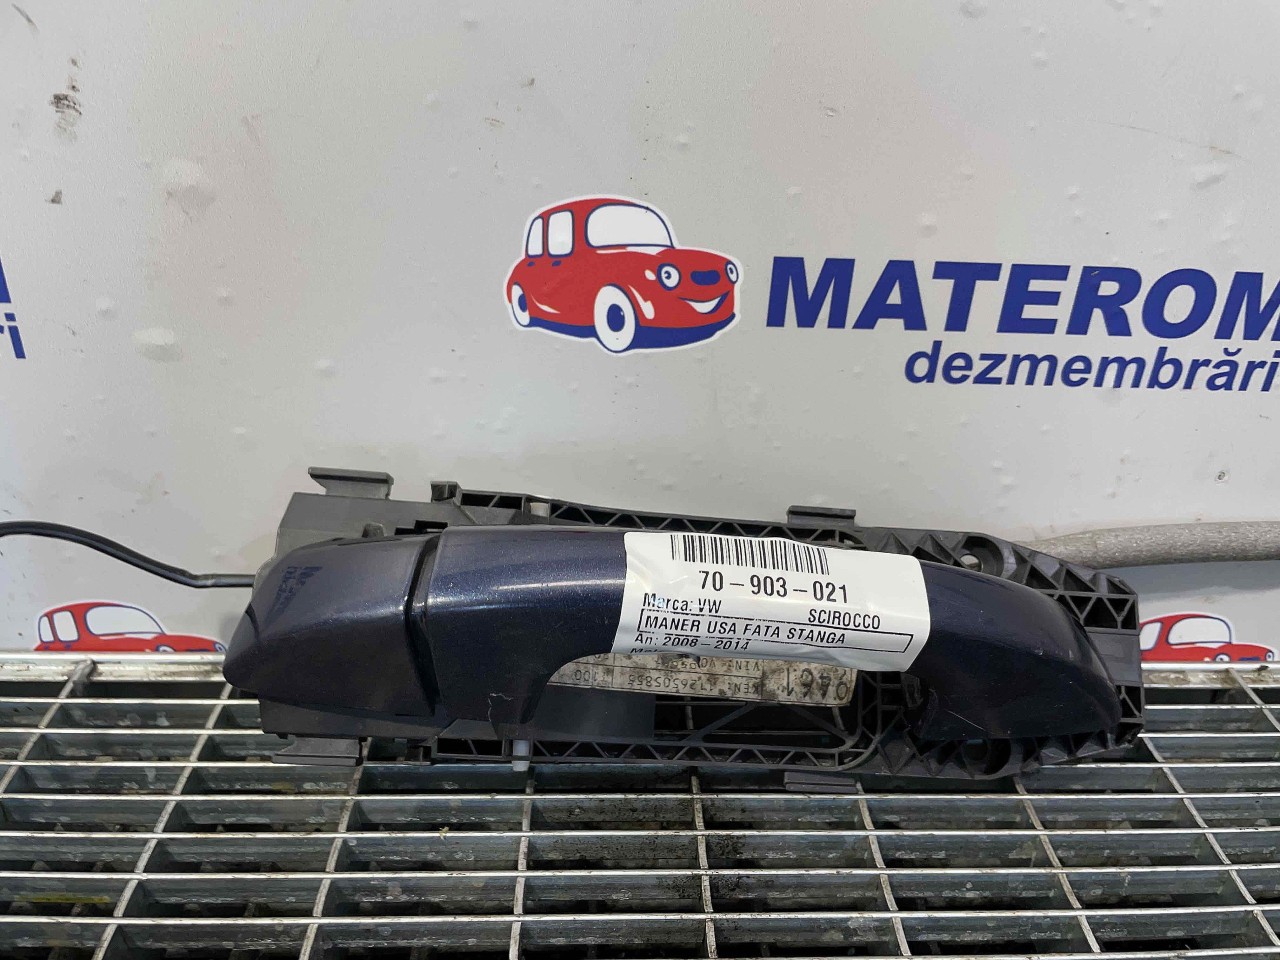 MATEROM
dezmembrări
70-903-021
Marca: VW SCIROCCO
MANER USA FATA STANGA
An: 2008-2014